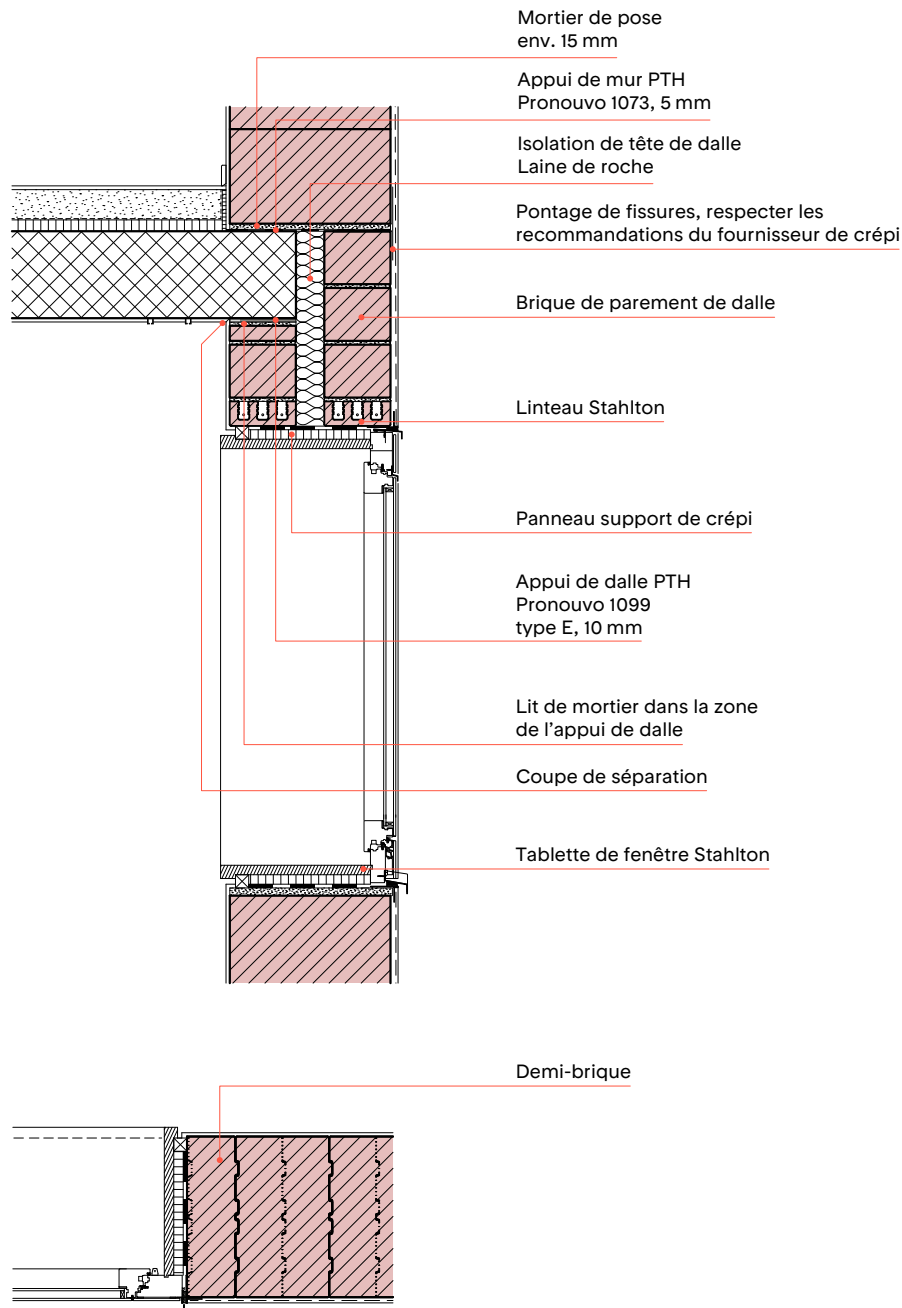 Mortier de pose
env. 15 mm
Appui de mur PTH
Pronouvo 1073, 5 mm
Isolation de tête de dalle
Laine de roche
Pontage de fissures, respecter les
recommandations du fournisseur de crépi
Brique de parement de dalle
Linteau Stahlton
Panneau support de crépi
Appui de dalle PTH
Pronouvo 1099
type E, 10 mm
Lit de mortier dans la zone
de l’appui de dalle
Coupe de séparation
Tablette de fenêtre Stahlton
Demi-brique